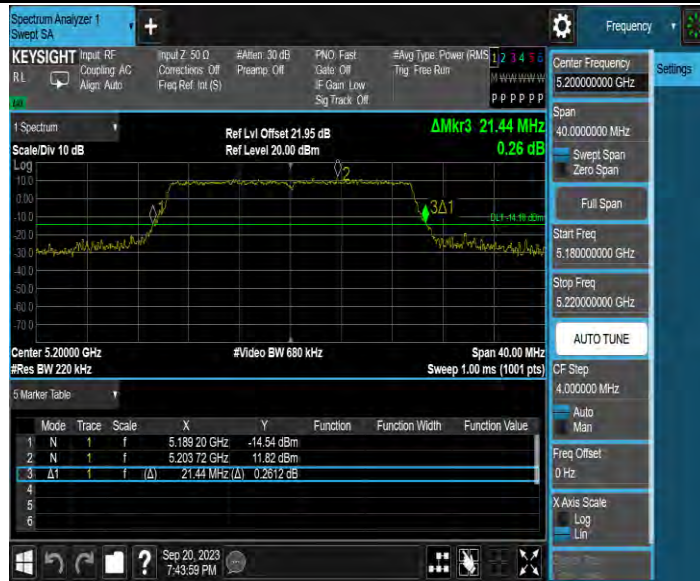 Spectrum Analyzer 1
Swept SA
+
Frequency
KEYSIGHT Input: RF Input Z: 50 Ω #Atten: 30 dB PNO: Fast #Avg Type: Power (RMS 1 2 3 4 5 6
RL Coupling: AC Corrections: Off Preamp: Off Gate: Off Trig: Free Run M W W W W W
Align: Auto Freq Ref: Int (S) IF Gain: Low
Sig Track: Off P P P P P P
1 Spectrum
Ref Lvl Offset 21.95 dB ΔMkr3 21.44 MHz
Scale/Div 10 dB Ref Level 20.00 dBm 0.26 dB
Log
10.0
0.00
-10.0
-20.0
-30.0
-50.0
-60.0
-70.0
1
2
3Δ1
DL1 -14.18 dBm
Center 5.20000 GHz #Video BW 680 kHz Span 40.00 MHz
#Res BW 220 kHz Sweep 1.00 ms (1001 pts)
5 Marker Table
Mode Trace Scale X Y Function Function Width Function Value
1 N 1 f 5.189 20 GHz -14.54 dBm
2 N 1 f 5.203 72 GHz 11.82 dBm
3 Δ1 1 f (Δ) 21.44 MHz (Δ) 0.2612 dB
4
5
6
?
Sep 20, 2023
7:43:59 PM
Center Frequency
5.200000000 GHz
Settings
Span
40.0000000 MHz
Swept Span
Zero Span
Full Span
Start Freq
5.180000000 GHz
Stop Freq
5.220000000 GHz
AUTO TUNE
CF Step
4.000000 MHz
Auto
Man
Freq Offset
0 Hz
X Axis Scale
Log
Lin